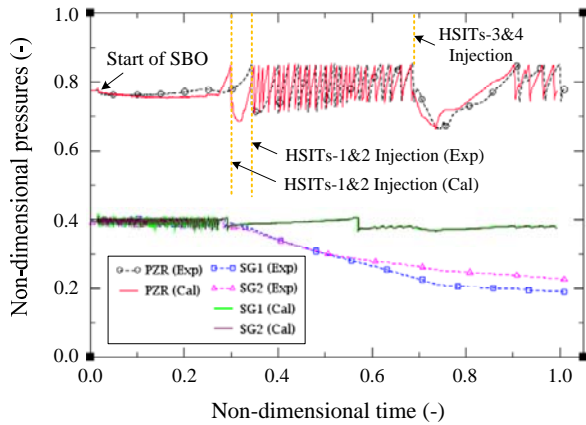 Non-dimensional pressures (-)
1.0
0.8
0.6
0.4
0.2
0.0
Start of SBO
HSITs-3&4
Injection
HSITs-1&2 Injection (Exp)
HSITs-1&2 Injection (Cal)
PZR (Exp)
PZR (Cal)
SG1 (Exp)
SG2 (Exp)
SG1 (Cal)
SG2 (Cal)
0.0 0.2 0.4 0.6 0.8 1.0
Non-dimensional time (-)